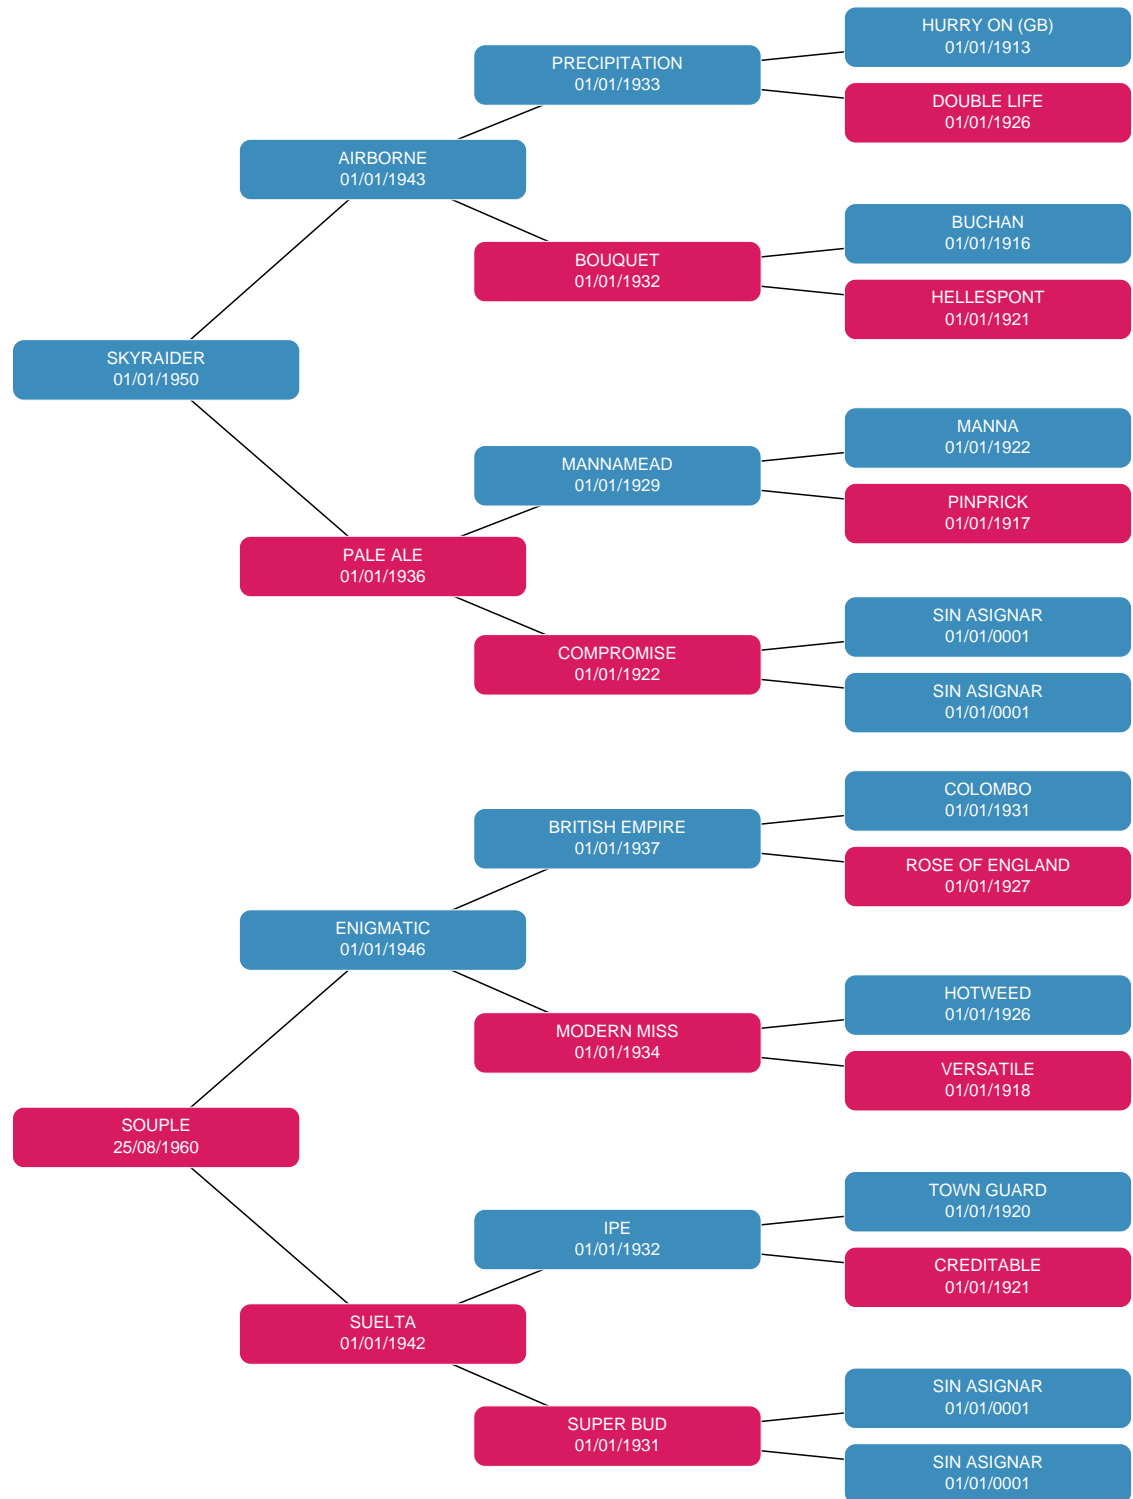 HURRY ON (GB)
01/01/1913
PRECIPITATION
01/01/1933
DOUBLE LIFE
01/01/1926
AIRBORNE
01/01/1943
BUCHAN
01/01/1916
BOUQUET
01/01/1932
HELLESPONT
01/01/1921
SKYRAIDER
01/01/1950
MANNA
01/01/1922
MANNAMEAD
01/01/1929
PINPRICK
01/01/1917
PALE ALE
01/01/1936
SIN ASIGNAR
01/01/0001
COMPROMISE
01/01/1922
SIN ASIGNAR
01/01/0001
COLOMBO
01/01/1931
BRITISH EMPIRE
01/01/1937
ROSE OF ENGLAND
01/01/1927
ENIGMATIC
01/01/1946
HOTWEED
01/01/1926
MODERN MISS
01/01/1934
VERSATILE
01/01/1918
SOUPLE
25/08/1960
TOWN GUARD
01/01/1920
IPE
01/01/1932
CREDITABLE
01/01/1921
SUELTA
01/01/1942
SIN ASIGNAR
01/01/0001
SUPER BUD
01/01/1931
SIN ASIGNAR
01/01/0001